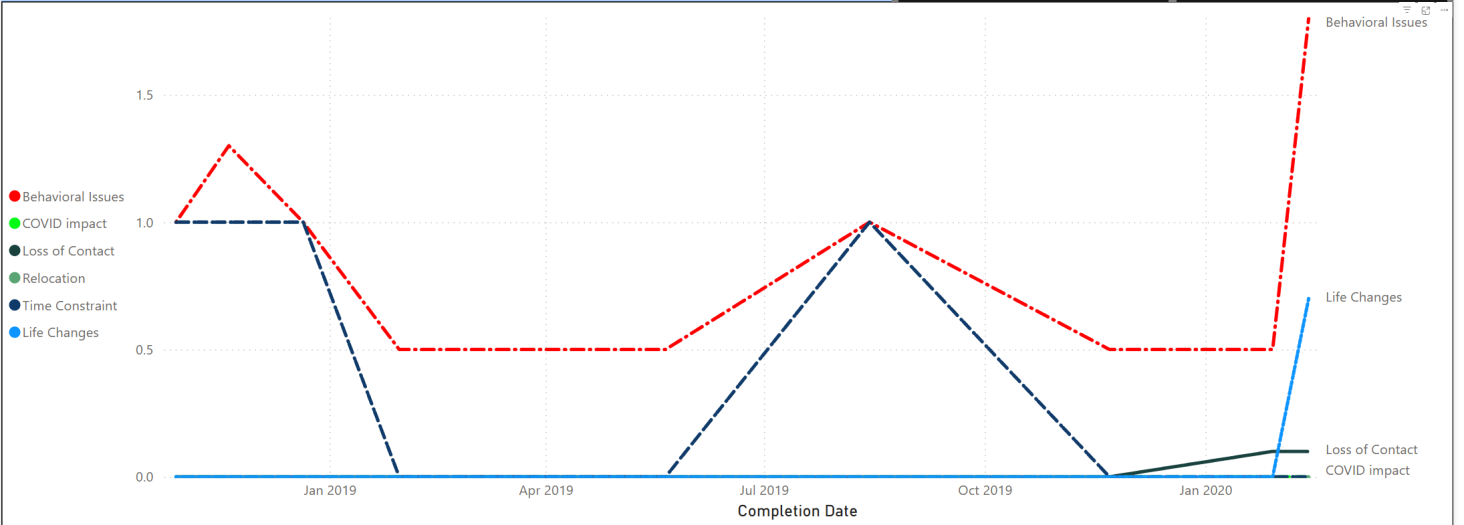 Behavioral Issues
1.5
Behavioral Issues
1.0
COVID impact
Loss of Contact
Relocation
Time Constraint
Life Changes
Life Changes
0.5
Loss of Contact
COVID impact
0.0
Jan 2019 Apr 2019 Jul 2019 Oct 2019 Jan 2020
Completion Date